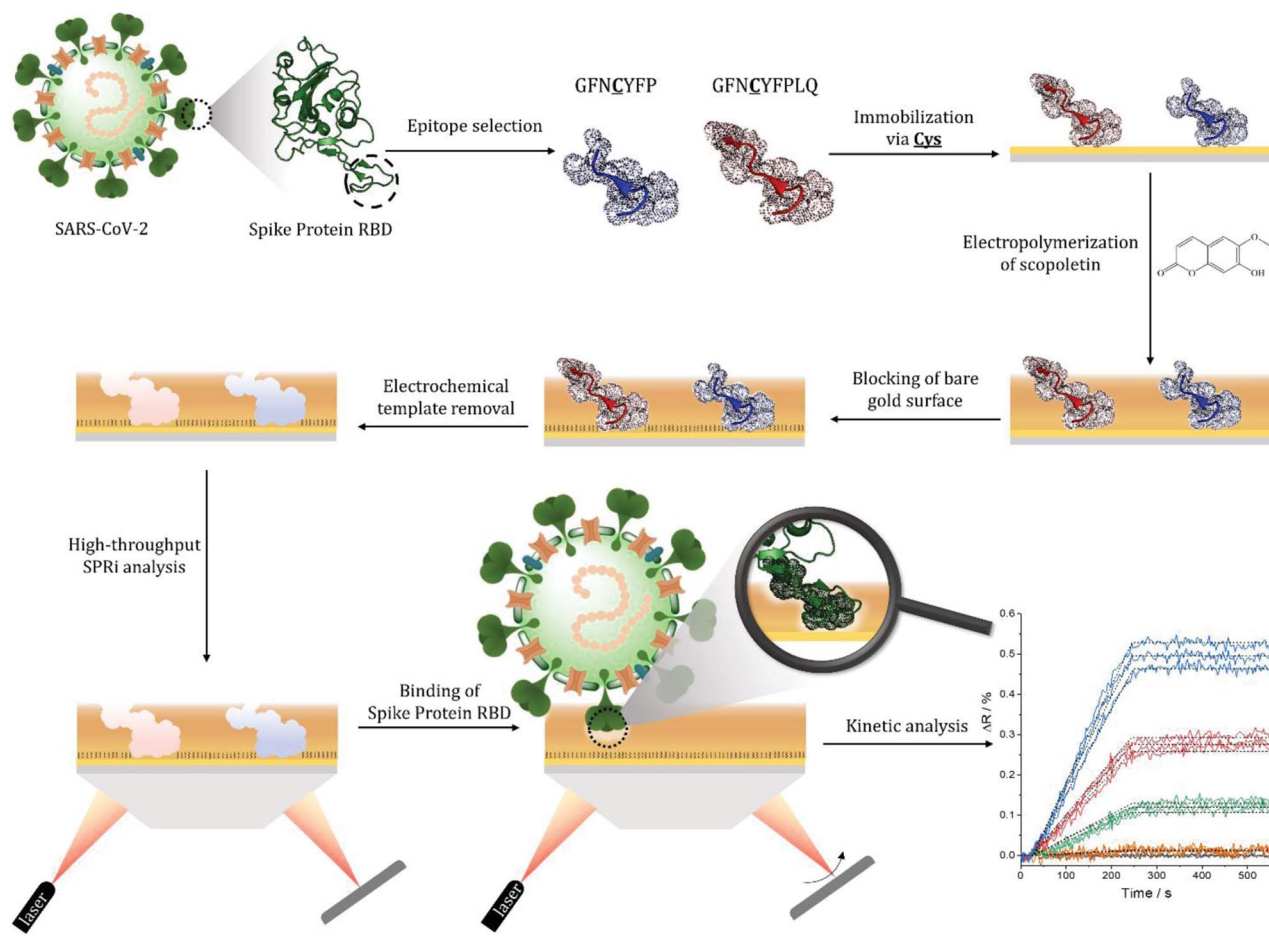 GFNCYFP
GFNCYFPLQ
Epitope selection
Immobilization
via Cys
SARS-CoV-2
Spike Protein RBD
Electropolymerization
of scopoletin
O
O
O
OH
Blocking of bare
gold surface
Electrochemical
template removal
High-throughput
SPRi analysis
Binding of
Spike Protein RBD
Kinetic analysis
laser
laser
ΔR / %
0.6
0.5
0.4
0.3
0.2
0.1
0.0
0
100
200
300
400
500
Time / s